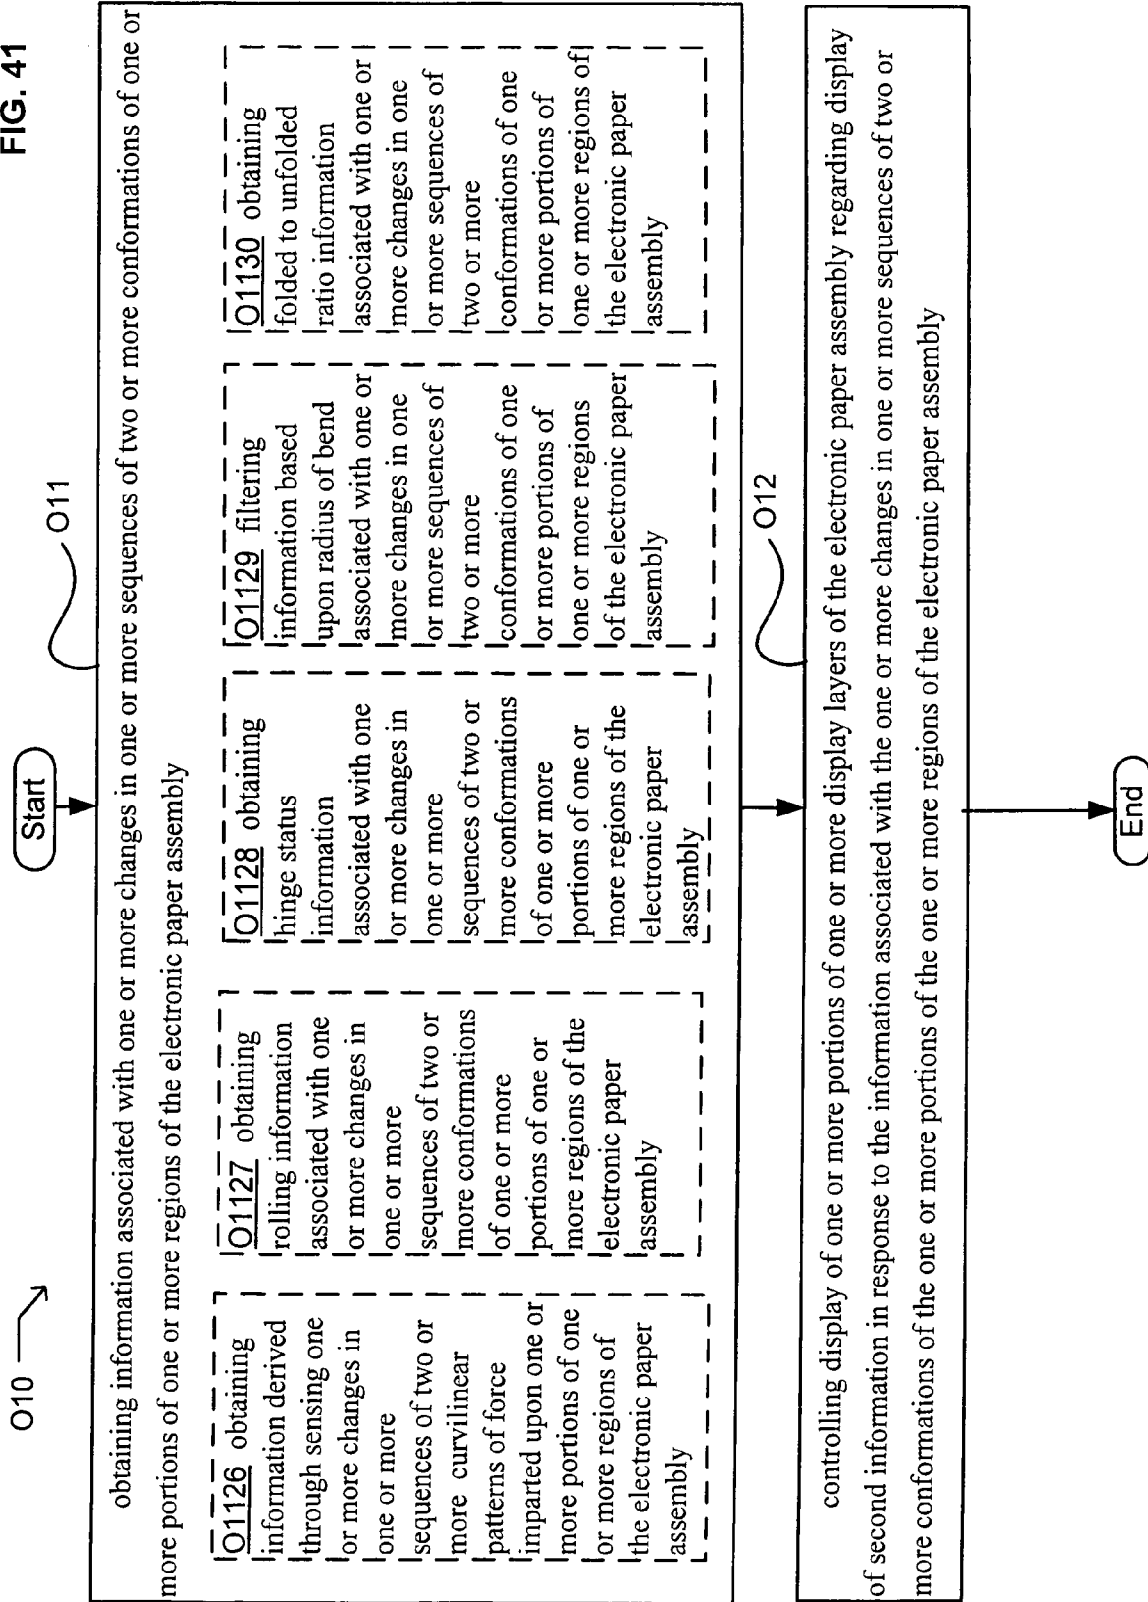 FIG. 41
O10
Start
O11
obtaining information associated with one or more changes in one or more sequences of two or more conformations of one or
more portions of one or more regions of the electronic paper assembly
O1126 obtaining
information derived
through sensing one
or more changes in
one or more
sequences of two or
more curvilinear
patterns of force
imparted upon one or
more portions of one
or more regions of
the electronic paper
assembly
O1127 obtaining
rolling information
associated with one
or more changes in
one or more
sequences of two or
more conformations
of one or more
portions of one or
more regions of the
electronic paper
assembly
O1128 obtaining
hinge status
information
associated with one
or more changes in
one or more
sequences of two or
more conformations
of one or more
portions of one or
more regions of the
electronic paper
assembly
O1129 filtering
information based
upon radius of bend
associated with one or
more changes in one
or more sequences of
two or more
conformations of one
or more portions of
one or more regions
of the electronic paper
assembly
O1130 obtaining
folded to unfolded
ratio information
associated with one or
more changes in one
or more sequences of
two or more
conformations of one
or more portions of
one or more regions of
the electronic paper
assembly
O12
controlling display of one or more portions of one or more display layers of the electronic paper assembly regarding display
of second information in response to the information associated with the one or more changes in one or more sequences of two or
more conformations of the one or more portions of the one or more regions of the electronic paper assembly
End